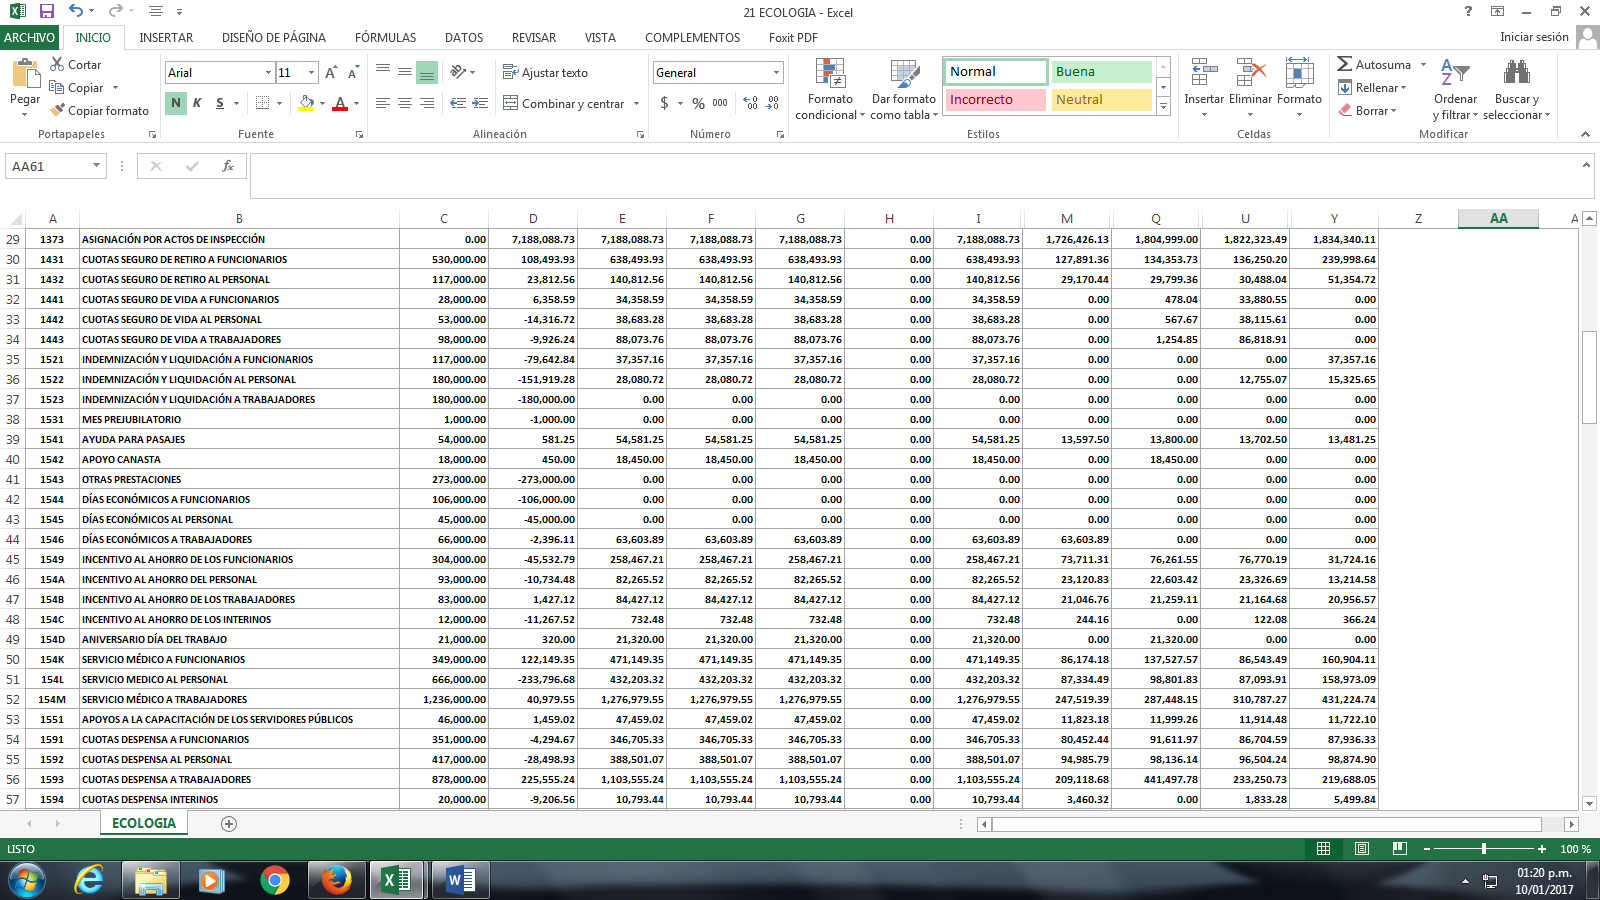 21 ECOLOGIA - Excel
ARCHIVO INICIO INSERTAR DISEÑO DE PÁGINA FÓRMULAS DATOS REVISAR VISTA COMPLEMENTOS Foxit PDF Iniciar sesión
Pegar Cortar Copiar Copiar formato Portapapeles
Arial 11 N K S A Fuente
Ajustar texto Combinar y centrar Alineación
General $ % 000 Número
Formato condicional Dar formato como tabla Normal Buena Incorrecto Neutral Estilos
Insertar Eliminar Formato Celdas
Autosuma Rellenar Borrar Ordenar y filtrar Buscar y seleccionar Modificar
AA61 fx
A B C D E F G H I M Q U Y Z AA A
29 1373 ASIGNACIÓN POR ACTOS DE INSPECCIÓN 0.00 7,188,088.73 7,188,088.73 7,188,088.73 7,188,088.73 0.00 7,188,088.73 1,726,426.13 1,804,999.00 1,822,323.49 1,834,340.11
30 1431 CUOTAS SEGURO DE RETIRO A FUNCIONARIOS 530,000.00 108,493.93 638,493.93 638,493.93 638,493.93 0.00 638,493.93 127,891.36 134,353.73 136,250.20 239,998.64
31 1432 CUOTAS SEGURO DE RETIRO AL PERSONAL 117,000.00 23,812.56 140,812.56 140,812.56 140,812.56 0.00 140,812.56 29,170.44 29,799.36 30,488.04 51,354.72
32 1441 CUOTAS SEGURO DE VIDA A FUNCIONARIOS 28,000.00 6,358.59 34,358.59 34,358.59 34,358.59 0.00 34,358.59 0.00 478.04 33,880.55 0.00
33 1442 CUOTAS SEGURO DE VIDA AL PERSONAL 53,000.00 -14,316.72 38,683.28 38,683.28 38,683.28 0.00 38,683.28 0.00 567.67 38,115.61 0.00
34 1443 CUOTAS SEGURO DE VIDA A TRABAJADORES 98,000.00 -9,926.24 88,073.76 88,073.76 88,073.76 0.00 88,073.76 0.00 1,254.85 86,818.91 0.00
35 1521 INDEMNIZACIÓN Y LIQUIDACIÓN A FUNCIONARIOS 117,000.00 -79,642.84 37,357.16 37,357.16 37,357.16 0.00 37,357.16 0.00 0.00 0.00 37,357.16
36 1522 INDEMNIZACIÓN Y LIQUIDACIÓN AL PERSONAL 180,000.00 -151,919.28 28,080.72 28,080.72 28,080.72 0.00 28,080.72 0.00 0.00 12,755.07 15,325.65
37 1523 INDEMNIZACIÓN Y LIQUIDACIÓN A TRABAJADORES 180,000.00 -180,000.00 0.00 0.00 0.00 0.00 0.00 0.00 0.00 0.00 0.00
38 1531 MES PREJUBILATORIO 1,000.00 -1,000.00 0.00 0.00 0.00 0.00 0.00 0.00 0.00 0.00 0.00
39 1541 AYUDA PARA PASAJES 54,000.00 581.25 54,581.25 54,581.25 54,581.25 0.00 54,581.25 13,597.50 13,800.00 13,702.50 13,481.25
40 1542 APOYO CANASTA 18,000.00 450.00 18,450.00 18,450.00 18,450.00 0.00 18,450.00 0.00 18,450.00 0.00 0.00
41 1543 OTRAS PRESTACIONES 273,000.00 -273,000.00 0.00 0.00 0.00 0.00 0.00 0.00 0.00 0.00 0.00
42 1544 DÍAS ECONÓMICOS A FUNCIONARIOS 106,000.00 -106,000.00 0.00 0.00 0.00 0.00 0.00 0.00 0.00 0.00 0.00
43 1545 DÍAS ECONÓMICOS AL PERSONAL 45,000.00 -45,000.00 0.00 0.00 0.00 0.00 0.00 0.00 0.00 0.00 0.00
44 1546 DÍAS ECONÓMICOS A TRABAJADORES 66,000.00 -2,396.11 63,603.89 63,603.89 63,603.89 0.00 63,603.89 63,603.89 0.00 0.00 0.00
45 1549 INCENTIVO AL AHORRO DE LOS FUNCIONARIOS 304,000.00 -45,532.79 258,467.21 258,467.21 258,467.21 0.00 258,467.21 73,711.31 76,261.55 76,770.19 31,724.16
46 154A INCENTIVO AL AHORRO DEL PERSONAL 93,000.00 -10,734.48 82,265.52 82,265.52 82,265.52 0.00 82,265.52 23,120.83 22,603.42 23,326.69 13,214.58
47 154B INCENTIVO AL AHORRO DE LOS TRABAJADORES 83,000.00 1,427.12 84,427.12 84,427.12 84,427.12 0.00 84,427.12 21,046.76 21,259.11 21,164.68 20,956.57
48 154C INCENTIVO AL AHORRO DE LOS INTERINOS 12,000.00 -11,267.52 732.48 732.48 732.48 0.00 732.48 244.16 0.00 122.08 366.24
49 154D ANIVERSARIO DÍA DEL TRABAJO 21,000.00 320.00 21,320.00 21,320.00 21,320.00 0.00 21,320.00 0.00 21,320.00 0.00 0.00
50 154K SERVICIO MÉDICO A FUNCIONARIOS 349,000.00 122,149.35 471,149.35 471,149.35 471,149.35 0.00 471,149.35 86,174.18 137,527.57 86,543.49 160,904.11
51 154L SERVICIO MEDICO AL PERSONAL 666,000.00 -233,796.68 432,203.32 432,203.32 432,203.32 0.00 432,203.32 87,334.49 98,801.83 87,093.91 158,973.09
52 154M SERVICIO MÉDICO A TRABAJADORES 1,236,000.00 40,979.55 1,276,979.55 1,276,979.55 1,276,979.55 0.00 1,276,979.55 247,519.39 287,448.15 310,787.27 431,224.74
53 1551 APOYOS A LA CAPACITACIÓN DE LOS SERVIDORES PÚBLICOS 46,000.00 1,459.02 47,459.02 47,459.02 47,459.02 0.00 47,459.02 11,823.18 11,999.26 11,914.48 11,722.10
54 1591 CUOTAS DESPENSA A FUNCIONARIOS 351,000.00 -4,294.67 346,705.33 346,705.33 346,705.33 0.00 346,705.33 80,452.44 91,611.97 86,704.59 87,936.33
55 1592 CUOTAS DESPENSA AL PERSONAL 417,000.00 -28,498.93 388,501.07 388,501.07 388,501.07 0.00 388,501.07 94,985.79 98,136.14 96,504.24 98,874.90
56 1593 CUOTAS DESPENSA A TRABAJADORES 878,000.00 225,555.24 1,103,555.24 1,103,555.24 1,103,555.24 0.00 1,103,555.24 209,118.68 441,497.78 233,250.73 219,688.05
57 1594 CUOTAS DESPENSA INTERINOS 20,000.00 -9,206.56 10,793.44 10,793.44 10,793.44 0.00 10,793.44 3,460.32 0.00 1,833.28 5,499.84
ECOLOGIA
LISTO 100 %
01:20 p.m.
10/01/2017